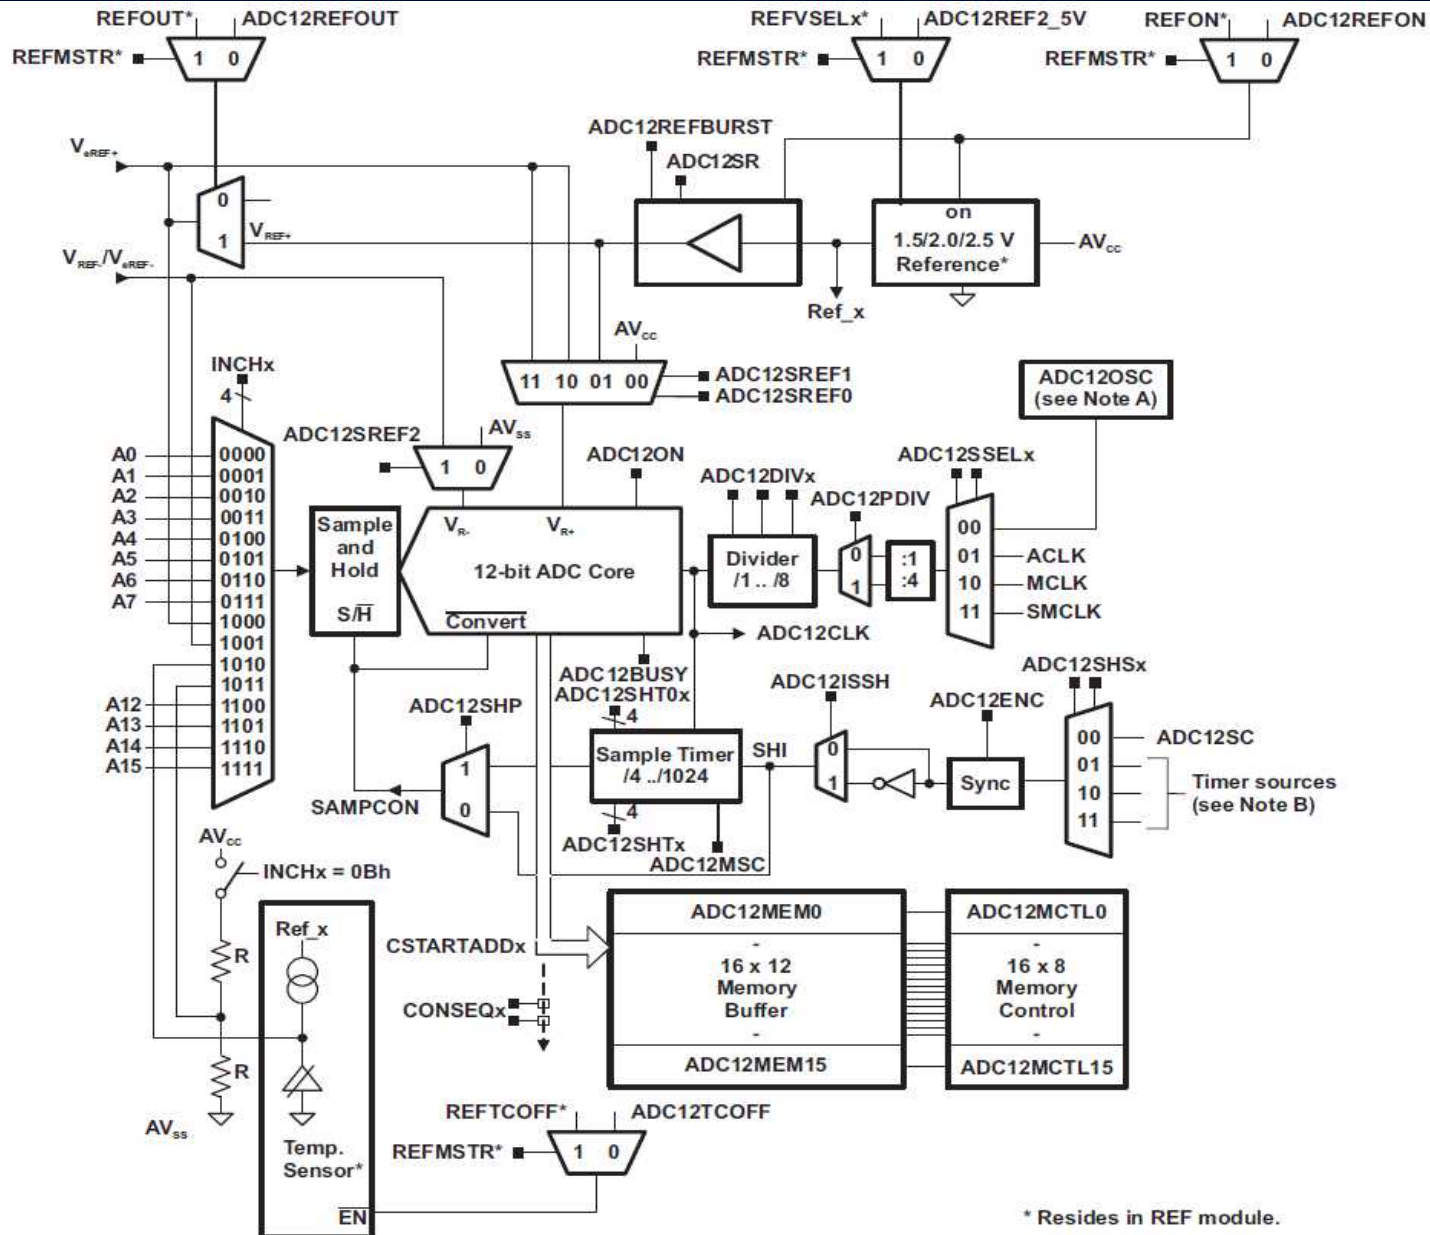 REFOUT* ADC12REFOUT
REFVSELx* ADC12REF2_5V
REFON* ADC12REFON
REFMSTR* 1 0
REFMSTR* 1 0
REFMSTR* 1 0
ADC12REFBURST
VeREF+
ADC12SR
0
on
VREF+
1
1.5/2.0/2.5 V
AVcc
Reference*
VREF-/VeREF-
Ref_x
AVcc
INCHx
4
11 10 01 00
ADC12SREF1
ADC12SREF0
ADC12OSC
(see Note A)
ADC12SREF2
AVss
1 0
ADC12ON
ADC12DIVx
ADC12PDIV
ADC12SSELx
A0 0000
A1 0001
A2 0010
A3 0011
A4 0100
A5 0101
A6 0110
A7 0111
1000
1001
1010
1011
A12 1100
A13 1101
A14 1110
A15 1111
Sample
and
Hold
S/H
VR- VR+
12-bit ADC Core
Convert
Divider
/1 .. /8
0
1
:1
:4
00
01 ACLK
10 MCLK
11 SMCLK
ADC12CLK
ADC12BUSY
ADC12SHT0x
4
ADC12SHP
1
0
SAMPCON
Sample Timer
/4 ../1024
SHI
4
ADC12SHTx
ADC12MSC
ADC12ISSH
0
1
ADC12ENC
Sync
ADC12SHSx
00 ADC12SC
01
10
11
Timer sources
(see Note B)
AVcc
INCHx = 0Bh
R
R
AVss
Ref_x
Temp.
Sensor*
EN
CSTARTADDx
CONSEQx
ADC12MEM0
-
16 x 12
Memory
Buffer
-
ADC12MEM15
ADC12MCTL0
-
16 x 8
Memory
Control
-
ADC12MCTL15
REFTCOFF* ADC12TCOFF
REFMSTR* 1 0
* Resides in REF module.